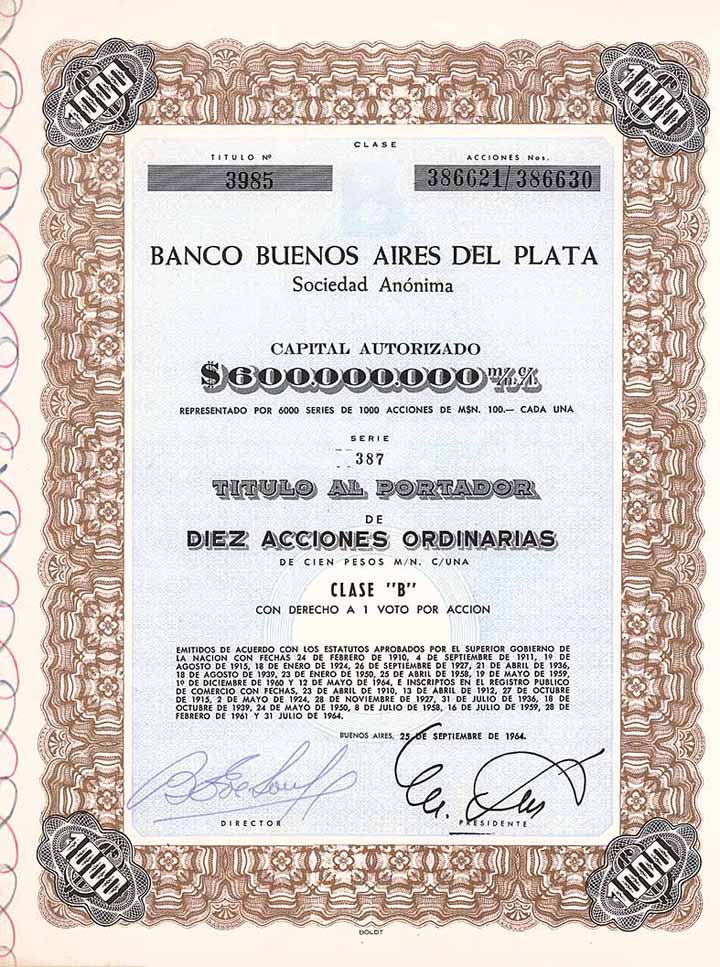 1000
1000
CLASE
TITULO Nº
ACCIONES Nos.
3985
386621/386630
B
BANCO BUENOS AIRES DEL PLATA
Sociedad Anónima
CAPITAL AUTORIZADO
$600.000.000 m/n. c/l.
REPRESENTADO POR 6000 SERIES DE 1000 ACCIONES DE M$N. 100.— CADA UNA
SERIE
387
TITULO AL PORTADOR
DE
DIEZ ACCIONES ORDINARIAS
DE CIEN PESOS M/N. C/UNA
CLASE "B"
CON DERECHO A 1 VOTO POR ACCION
EMITIDOS DE ACUERDO CON LOS ESTATUTOS APROBADOS POR EL SUPERIOR GOBIERNO DE
LA NACION CON FECHAS 24 DE FEBRERO DE 1910, 4 DE SEPTIEMBRE DE 1911, 19 DE
AGOSTO DE 1915, 18 DE ENERO DE 1924, 26 DE SEPTIEMBRE DE 1927, 21 DE ABRIL DE 1936,
18 DE AGOSTO DE 1939, 23 DE ENERO DE 1950, 25 DE ABRIL DE 1958, 19 DE MAYO DE 1959,
19 DE DICIEMBRE DE 1960 Y 12 DE MAYO DE 1964, E INSCRIPTOS EN EL REGISTRO PUBLICO
DE COMERCIO CON FECHAS, 23 DE ABRIL DE 1910, 13 DE ABRIL DE 1912, 27 DE OCTUBRE
DE 1915, 2 DE MAYO DE 1924, 28 DE NOVIEMBRE DE 1927, 31 DE JULIO DE 1936, 18 DE
OCTUBRE DE 1939, 24 DE MAYO DE 1950, 8 DE JULIO DE 1958, 16 DE JULIO DE 1959, 28 DE
FEBRERO DE 1961 Y 31 JULIO DE 1964.
BUENOS AIRES, 25 DE SEPTIEMBRE DE 1964.
DIRECTOR
PRESIDENTE
1000
1000
BOLDT